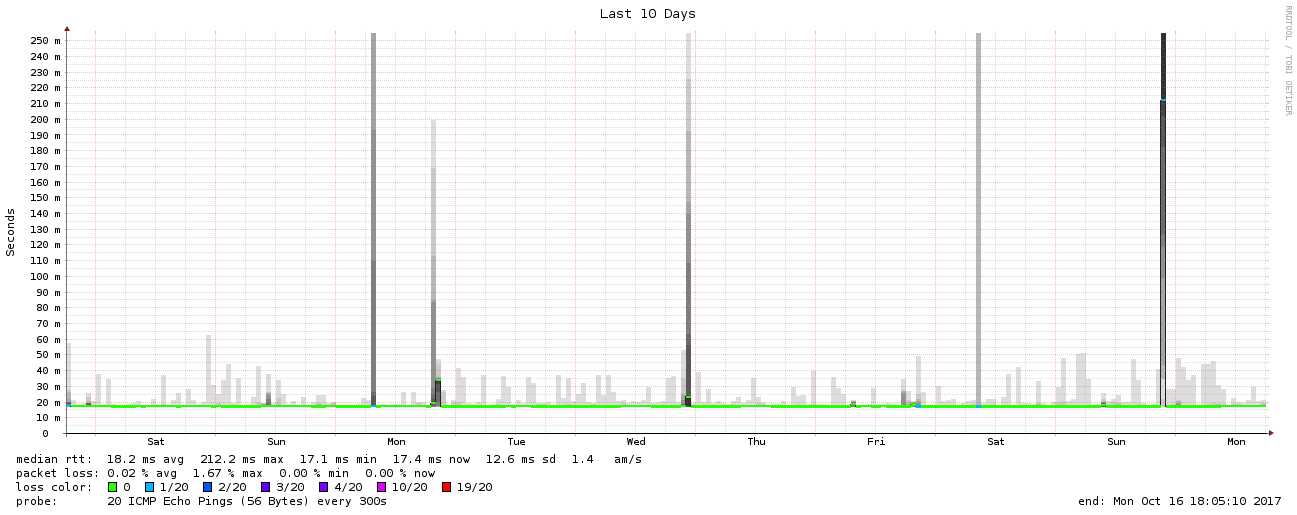 Last 10 Days
RRDTOOL / TOBI OETIKER
Seconds
250 m
240 m
230 m
220 m
210 m
200 m
190 m
180 m
170 m
160 m
150 m
140 m
130 m
120 m
110 m
100 m
90 m
80 m
70 m
60 m
50 m
40 m
30 m
20 m
10 m
0
Sat Sun Mon Tue Wed Thu Fri Sat Sun Mon
median rtt: 18.2 ms avg 212.2 ms max 17.1 ms min 17.4 ms now 12.6 ms sd 1.4 am/s
packet loss: 0.02 % avg 1.67 % max 0.00 % min 0.00 % now
loss color: 0 1/20 2/20 3/20 4/20 10/20 19/20
probe: 20 ICMP Echo Pings (56 Bytes) every 300s end: Mon Oct 16 18:05:10 2017